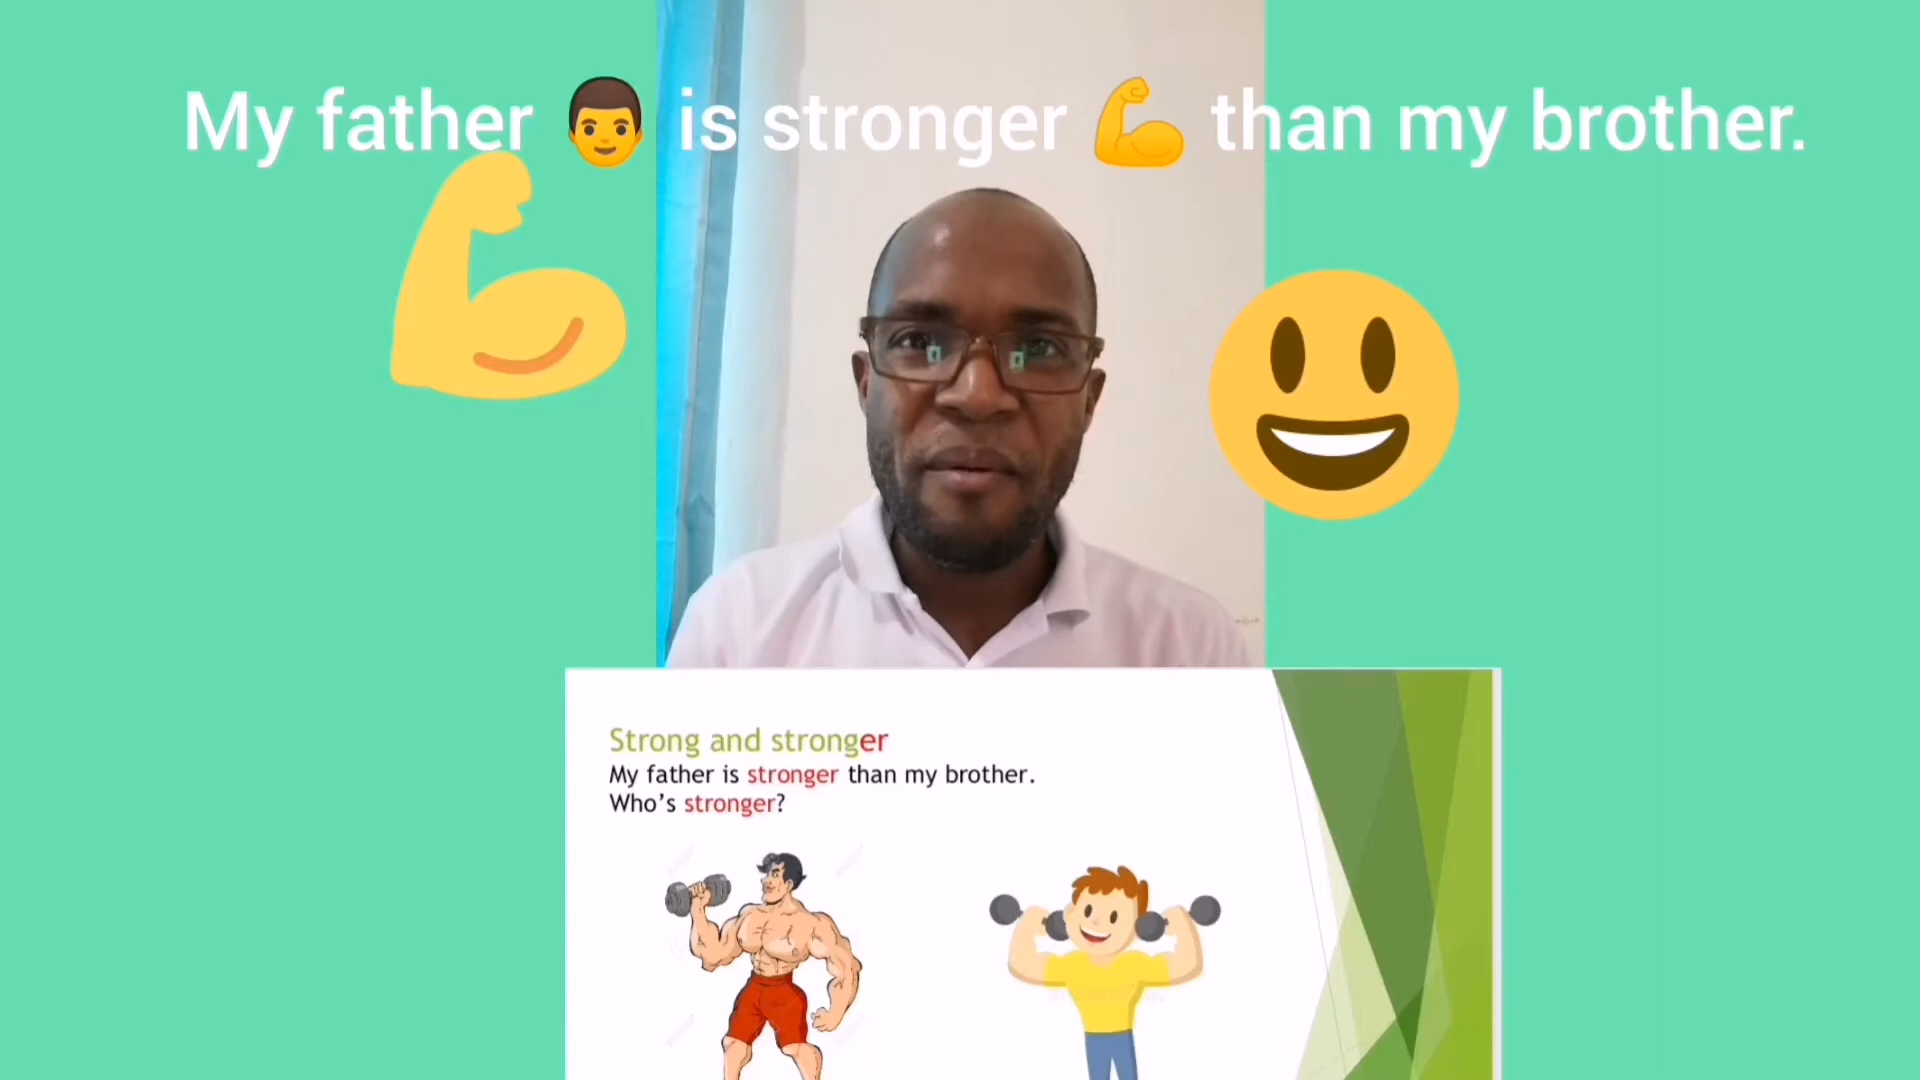 My father 👨 is stronger 💪 than my brother.
Strong and stronger
My father is stronger than my brother.
Who's stronger?